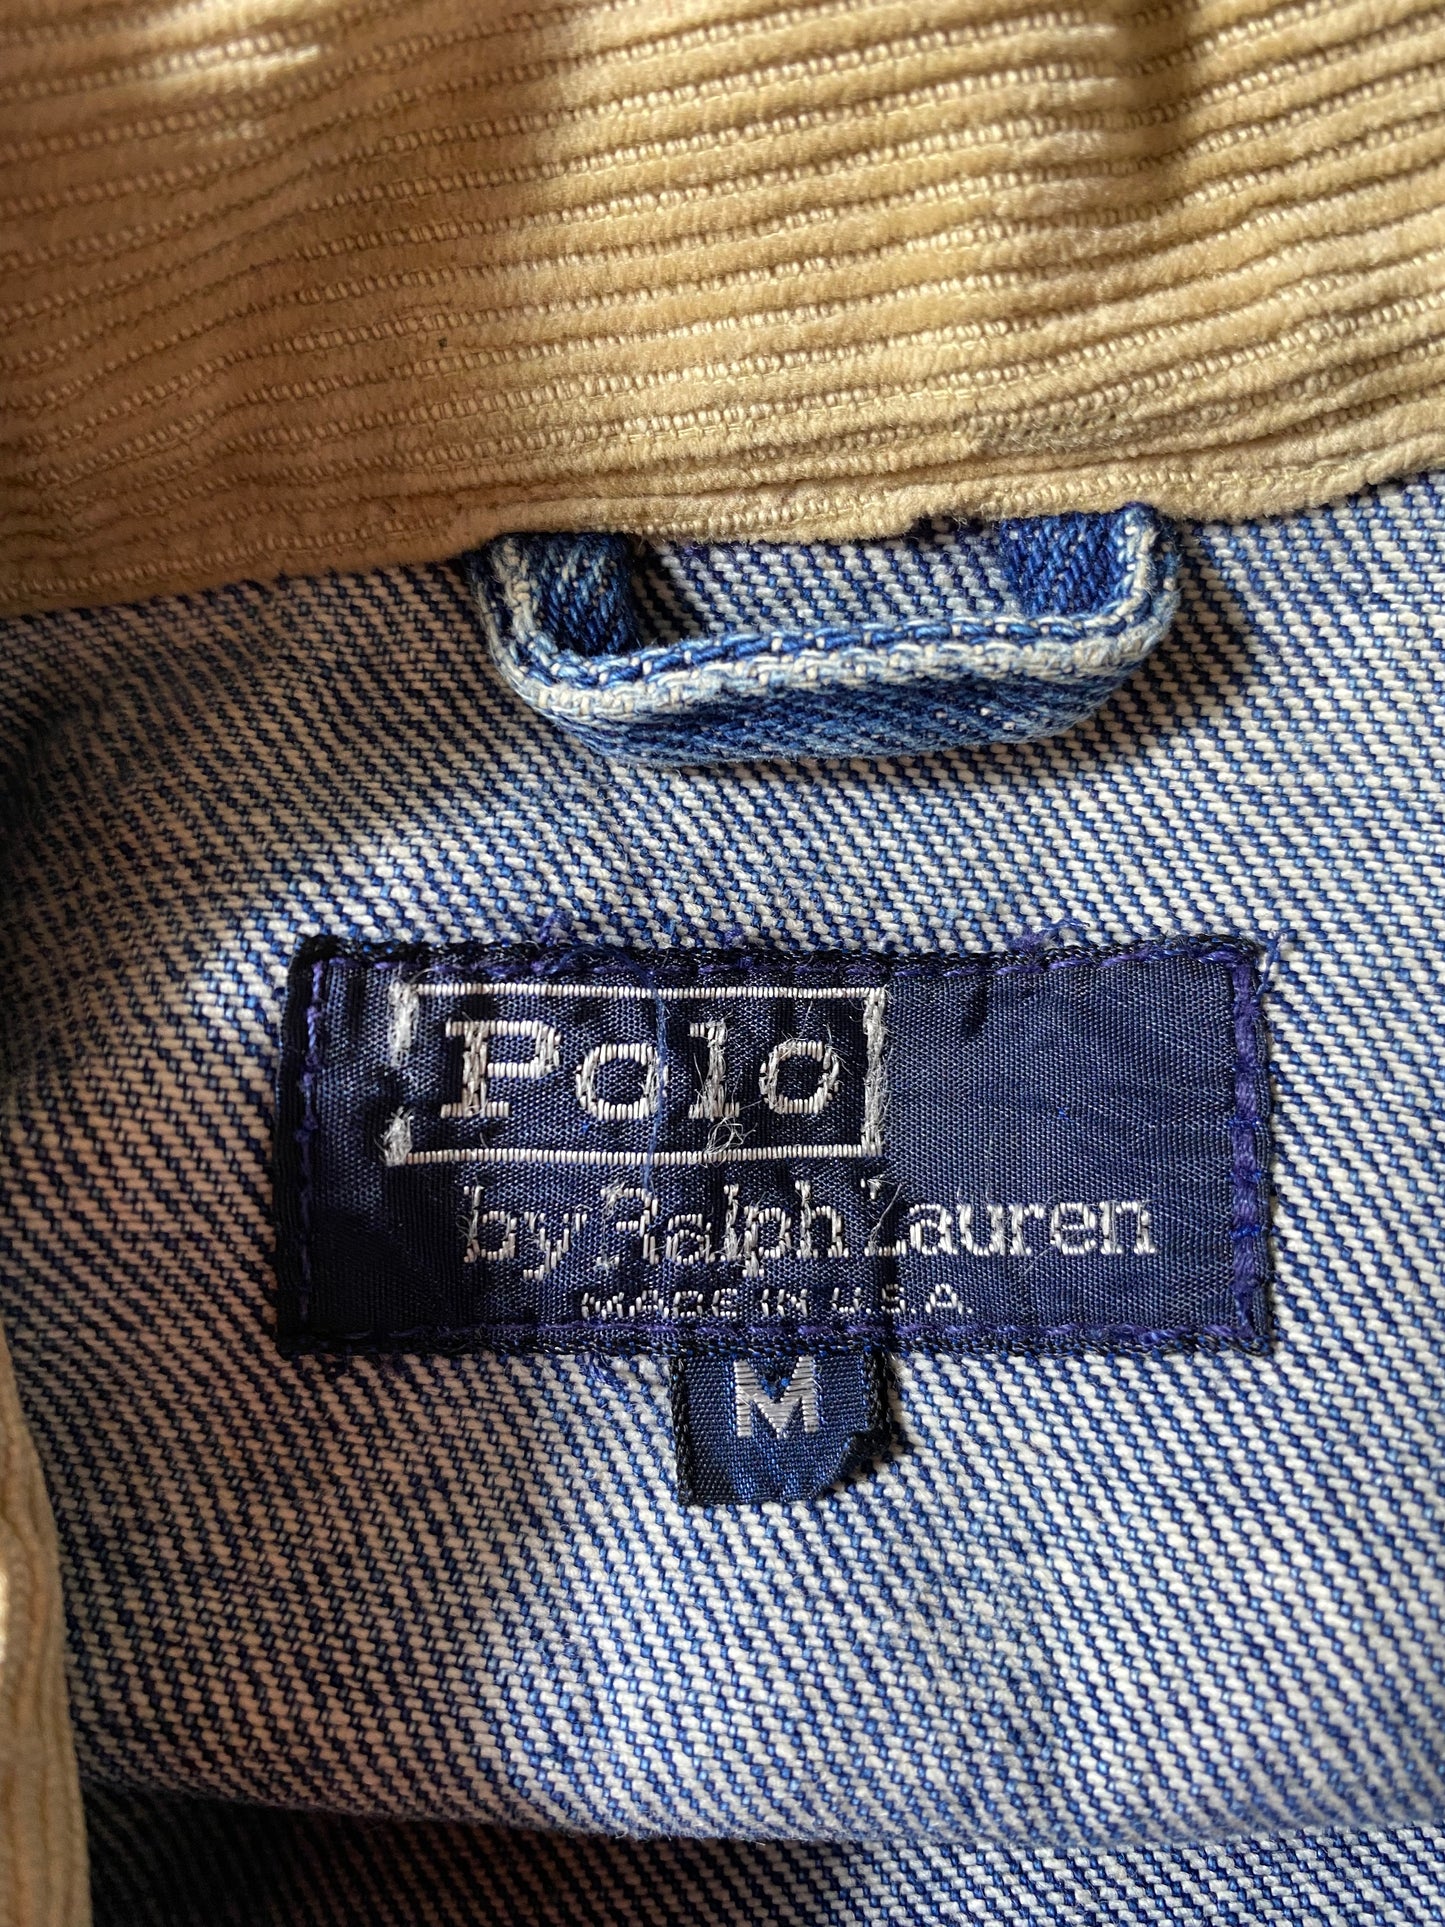 Polo
by Ralph Lauren
MADE IN U.S.A.
M